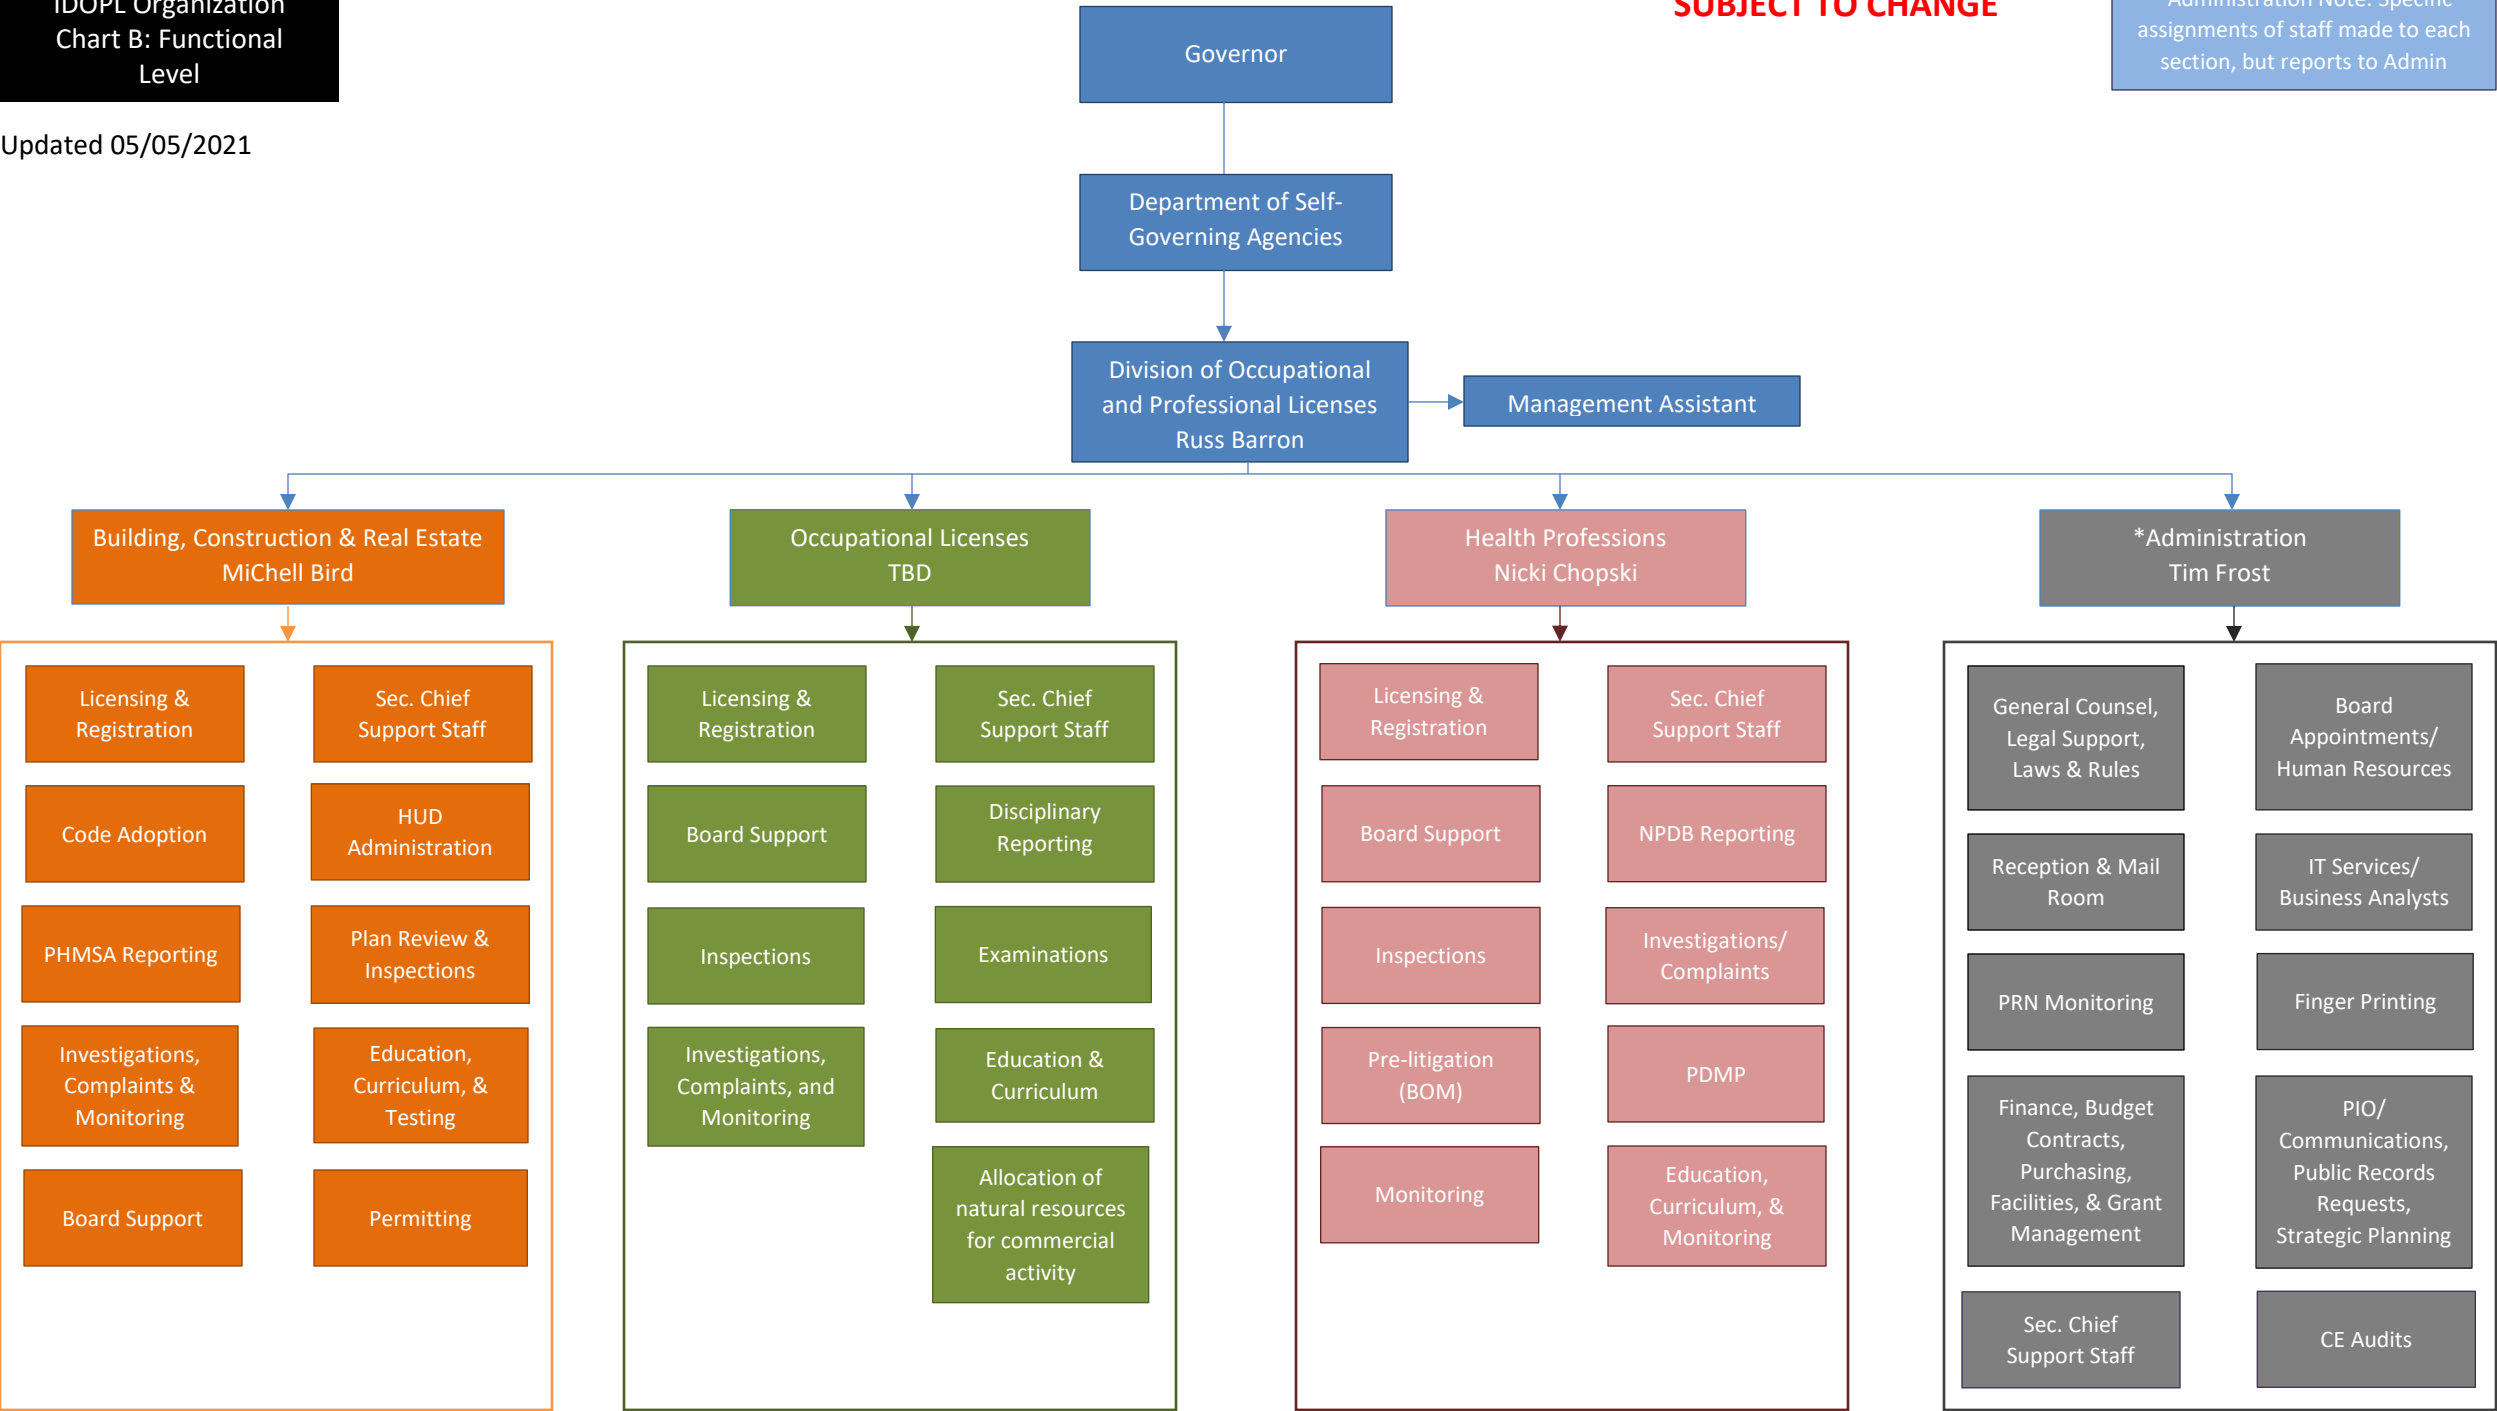 IDOPL Organization
Chart B: Functional
Level
Updated 05/05/2021
SUBJECT TO CHANGE
Administration Note: Specific
assignments of staff made to each
section, but reports to Admin
Governor
Department of Self-
Governing Agencies
Division of Occupational
and Professional Licenses
Russ Barron
Management Assistant
Building, Construction & Real Estate
MiChell Bird
Licensing &
Registration
Sec. Chief
Support Staff
Code Adoption
HUD
Administration
PHMSA Reporting
Plan Review &
Inspections
Investigations,
Complaints &
Monitoring
Education,
Curriculum, &
Testing
Board Support
Permitting
Occupational Licenses
TBD
Licensing &
Registration
Sec. Chief
Support Staff
Board Support
Disciplinary
Reporting
Inspections
Examinations
Investigations,
Complaints, and
Monitoring
Education &
Curriculum
Allocation of
natural resources
for commercial
activity
Health Professions
Nicki Chopski
Licensing &
Registration
Sec. Chief
Support Staff
Board Support
NPDB Reporting
Inspections
Investigations/
Complaints
Pre-litigation
(BOM)
PDMP
Monitoring
Education,
Curriculum, &
Monitoring
*Administration
Tim Frost
General Counsel,
Legal Support,
Laws & Rules
Board
Appointments/
Human Resources
Reception & Mail
Room
IT Services/
Business Analysts
PRN Monitoring
Finger Printing
Finance, Budget
Contracts,
Purchasing,
Facilities, & Grant
Management
PIO/
Communications,
Public Records
Requests,
Strategic Planning
Sec. Chief
Support Staff
CE Audits